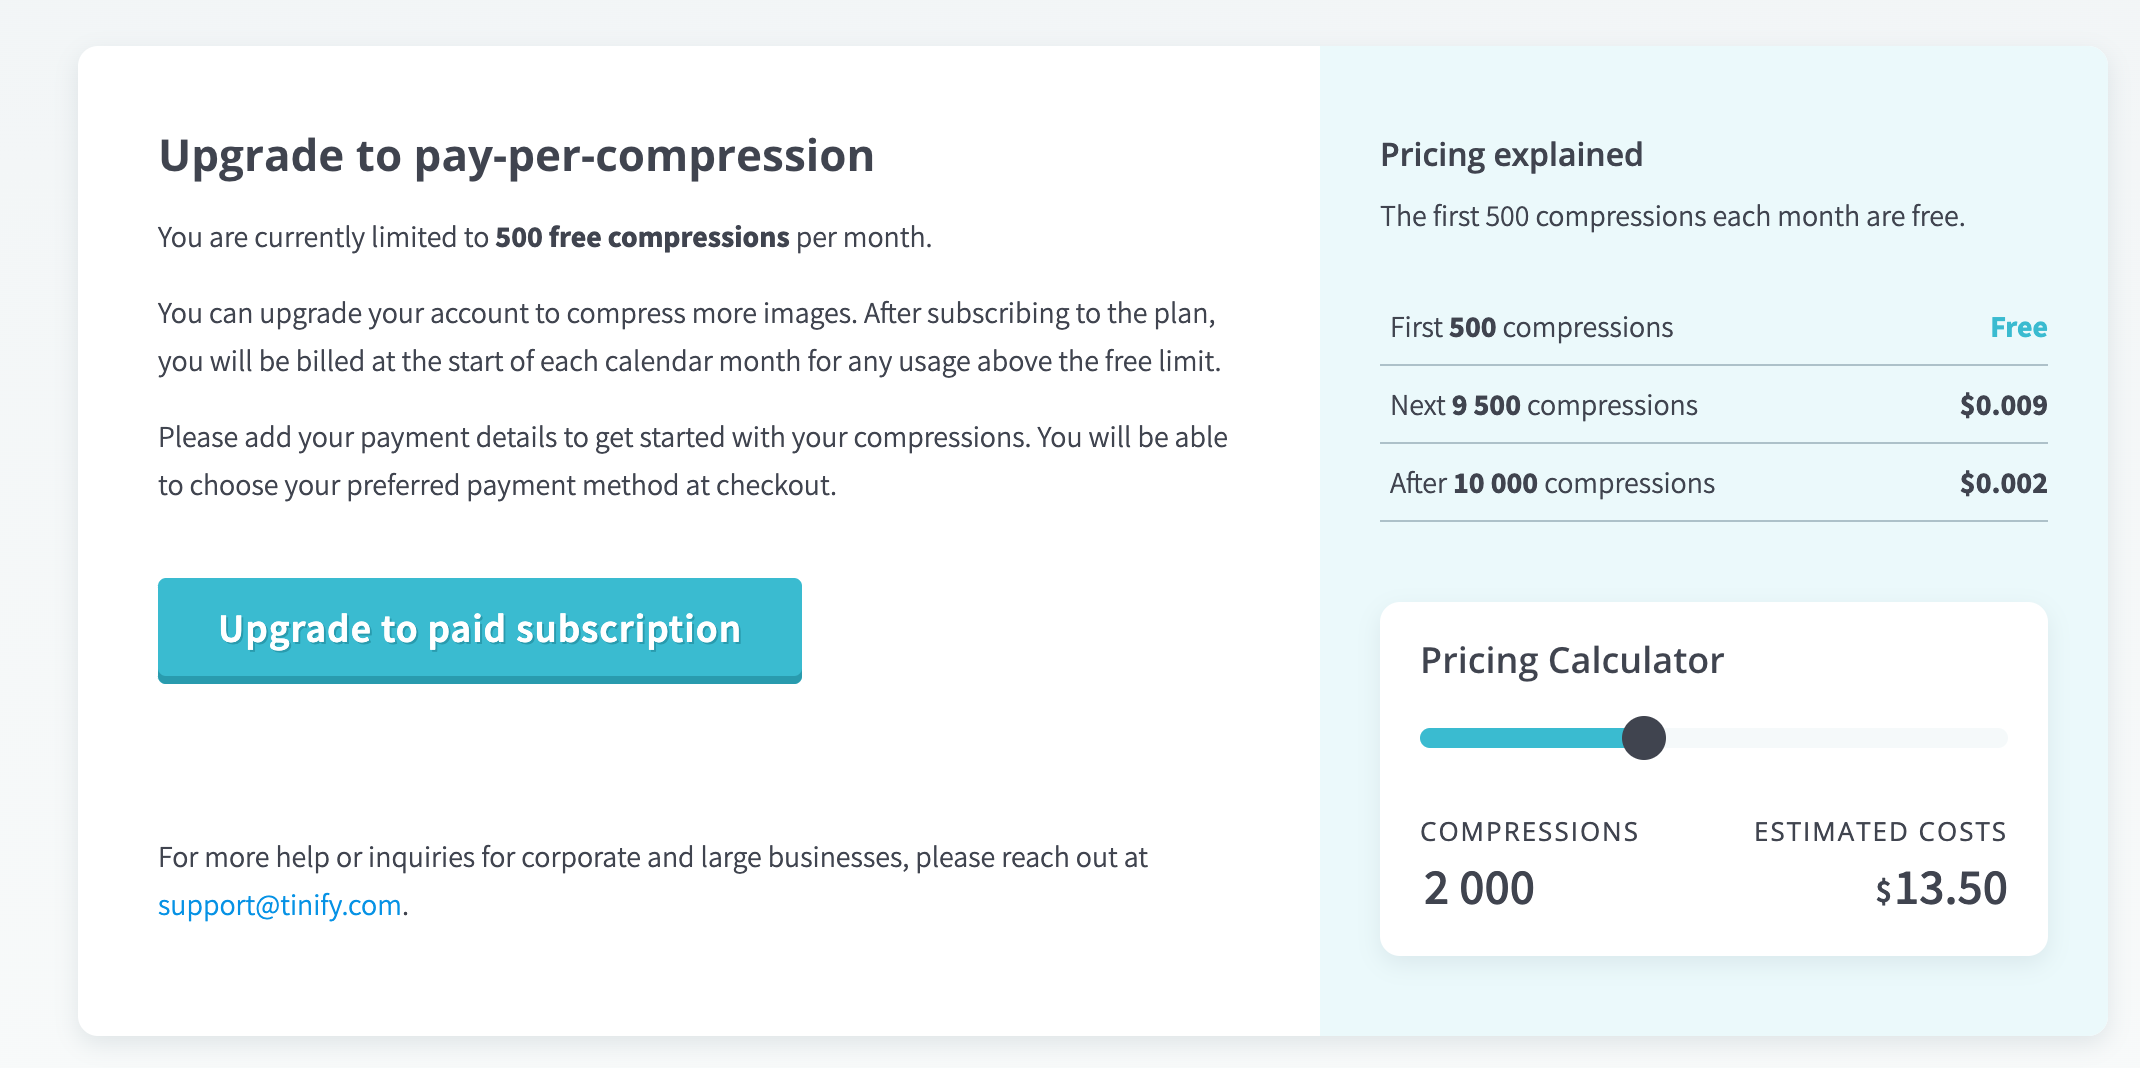 Upgrade to pay-per-compression
You are currently limited to 500 free compressions per month.
You can upgrade your account to compress more images. After subscribing to the plan,
you will be billed at the start of each calendar month for any usage above the free limit.
Please add your payment details to get started with your compressions. You will be able
to choose your preferred payment method at checkout.
Upgrade to paid subscription
For more help or inquiries for corporate and large businesses, please reach out at
support@tinify.com.
Pricing explained
The first 500 compressions each month are free.
First 500 compressions Free
Next 9 500 compressions $0.009
After 10 000 compressions $0.002
Pricing Calculator
COMPRESSIONS ESTIMATED COSTS
2 000 $13.50